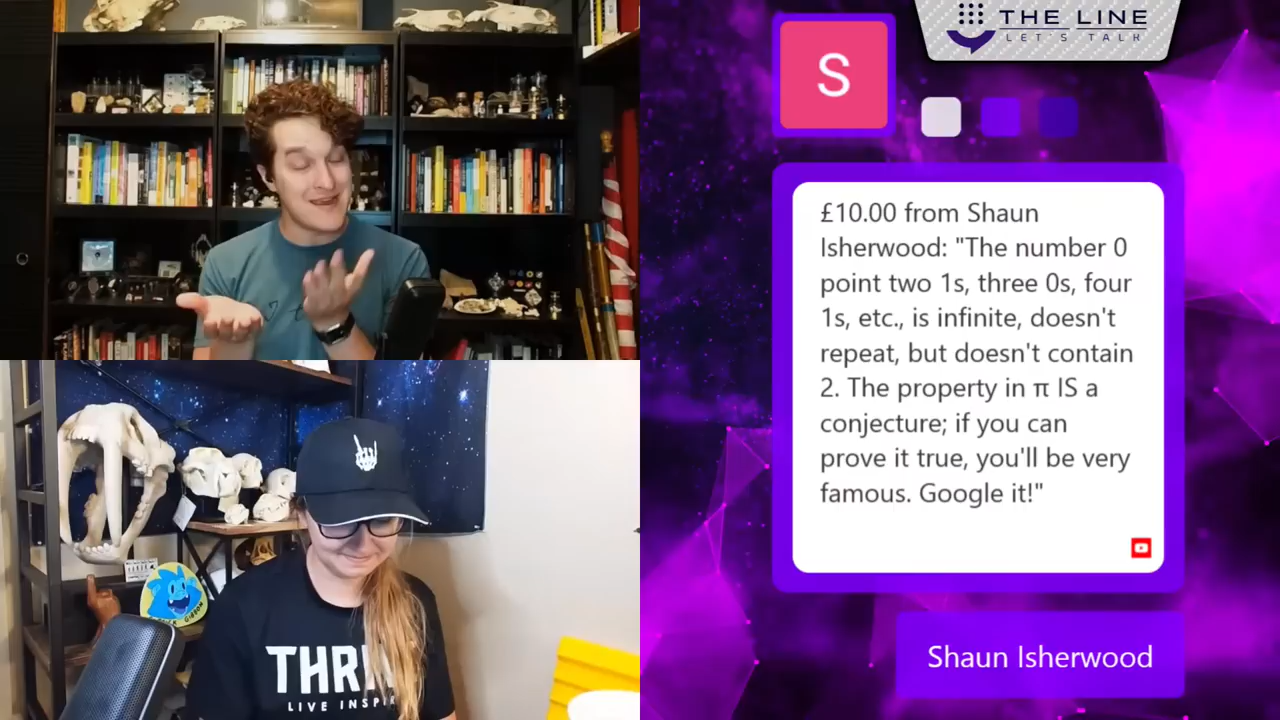 THE LINE
LET'S TALK
S
£10.00 from Shaun
Isherwood: "The number 0
point two 1s, three 0s, four
1s, etc., is infinite, doesn't
repeat, but doesn't contain
2. The property in π IS a
conjecture; if you can
prove it true, you'll be very
famous. Google it!"
Shaun Isherwood
LIVE INSPI